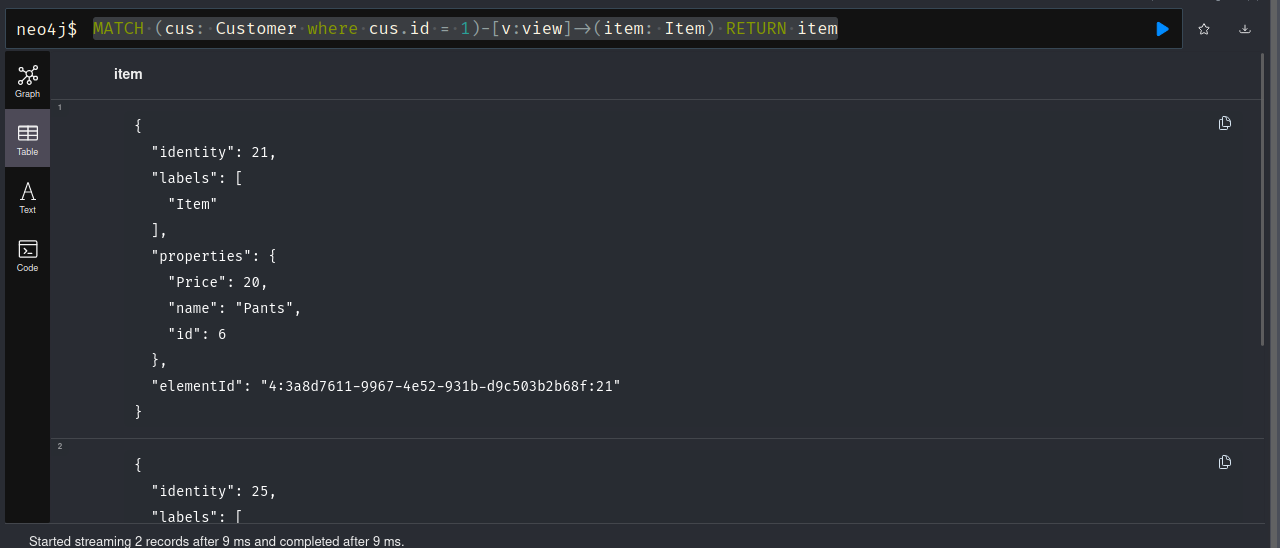 neo4j$ MATCH (cus: Customer where cus.id = 1)-[v:view]->(item: Item) RETURN item
item
Graph
Table
Text
Code
1
{
"identity": 21,
"labels": [
"Item"
],
"properties": {
"Price": 20,
"name": "Pants",
"id": 6
},
"elementId": "4:3a8d7611-9967-4e52-931b-d9c503b2b68f:21"
}
2
{
"identity": 25,
"labels": [
Started streaming 2 records after 9 ms and completed after 9 ms.